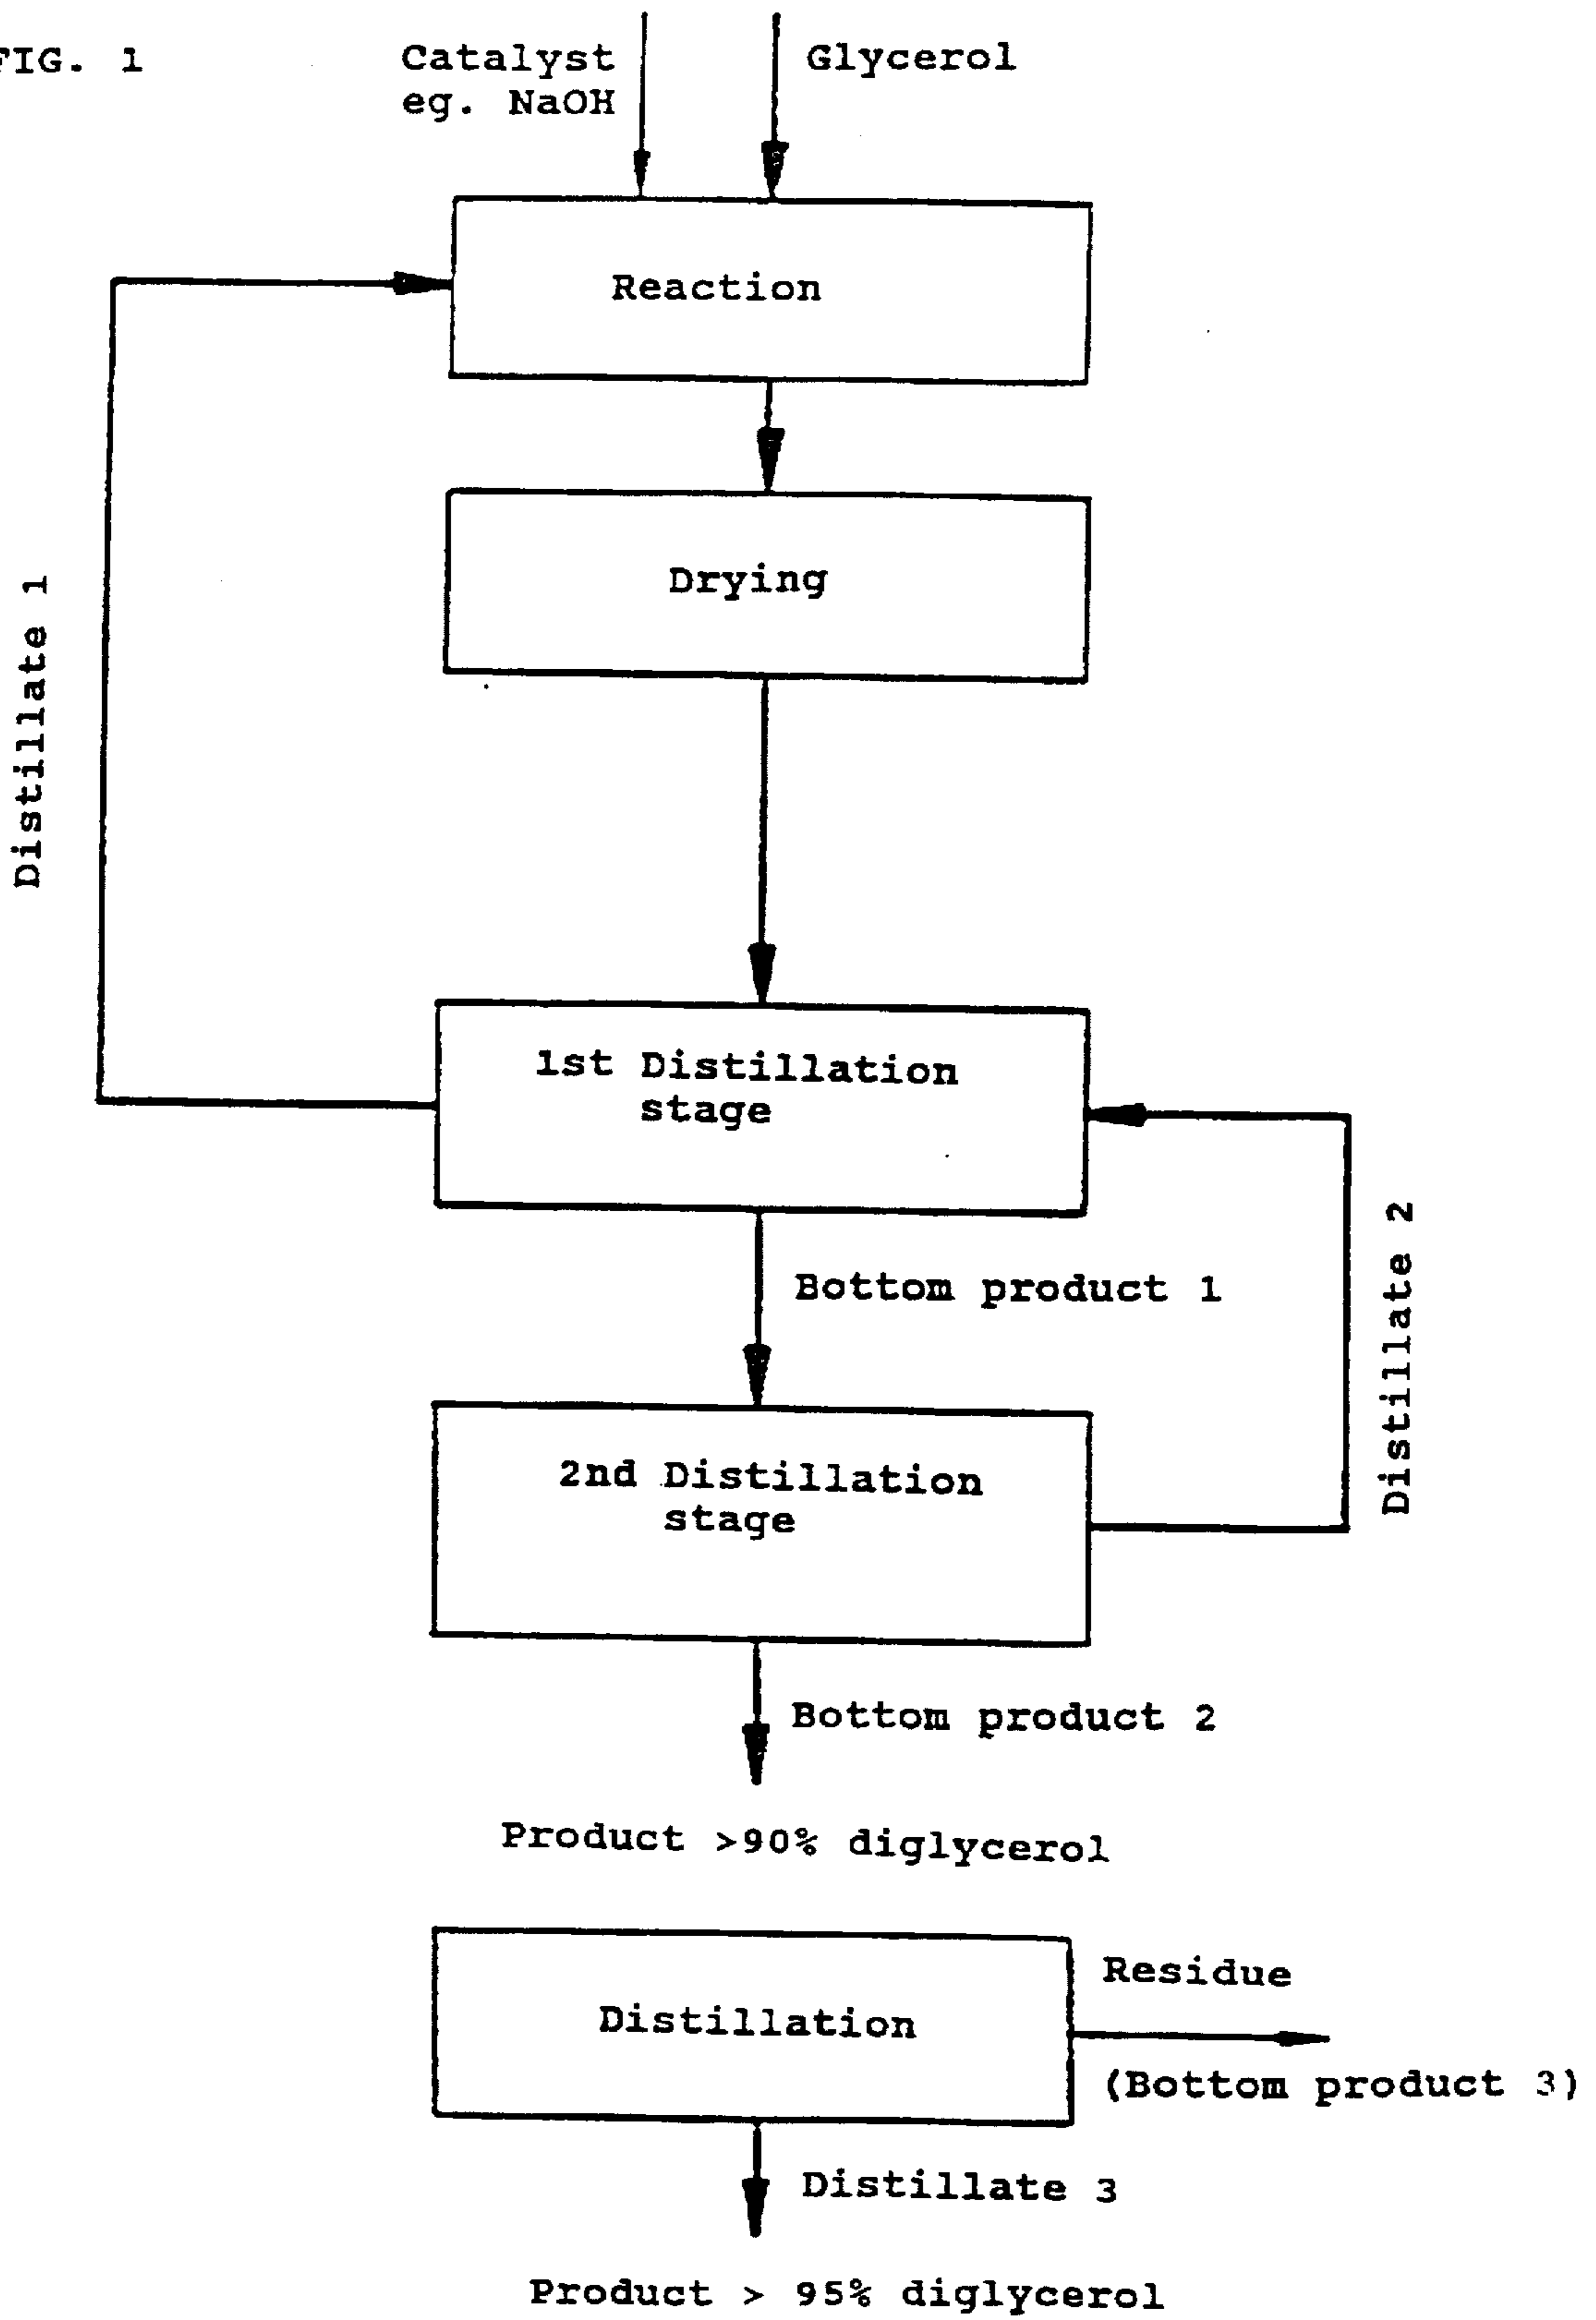 FIG. 1
Catalyst
eg. NaOH
Glycerol
Reaction
Drying
Distillate 1
1st Distillation
stage
Bottom product 1
Distillate 2
2nd Distillation
stage
Bottom product 2
Product >90% diglycerol
Distillation
Residue
(Bottom product 3)
Distillate 3
Product > 95% diglycerol